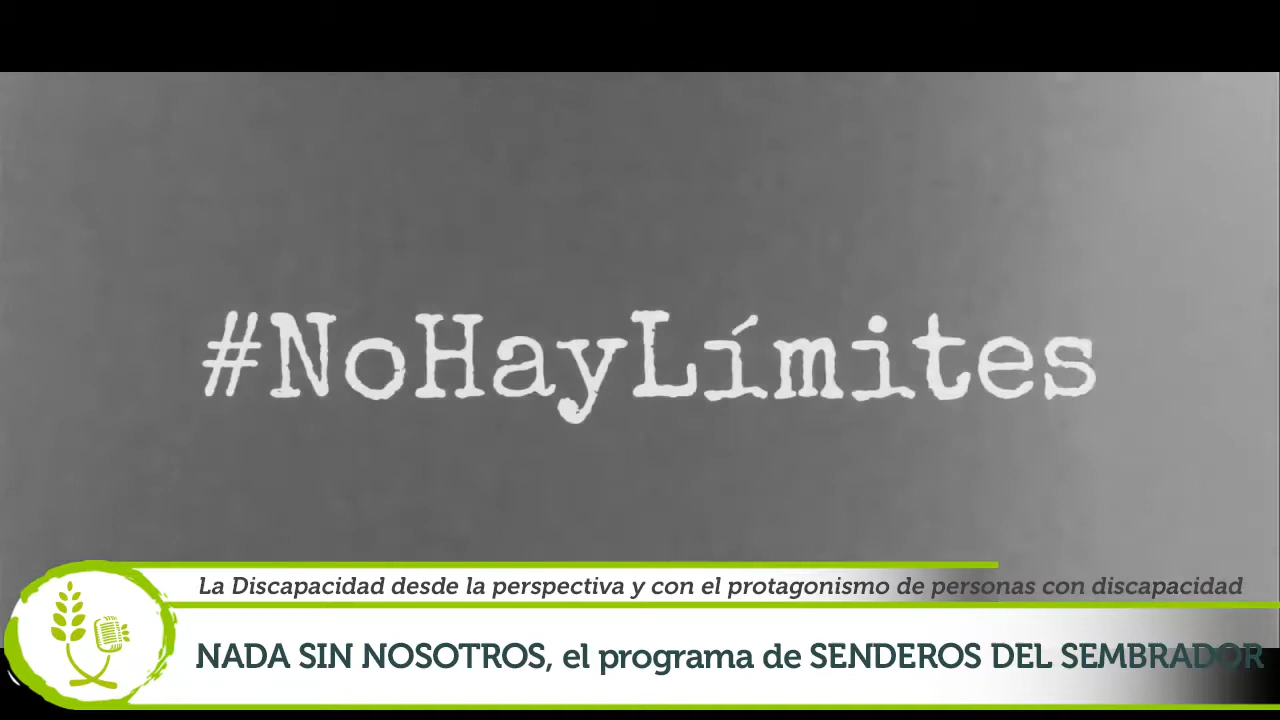 #NoHayLímites
La Discapacidad desde la perspectiva y con el protagonismo de personas con discapacidad
NADA SIN NOSOTROS, el programa de SENDEROS DEL SEMBRADOR